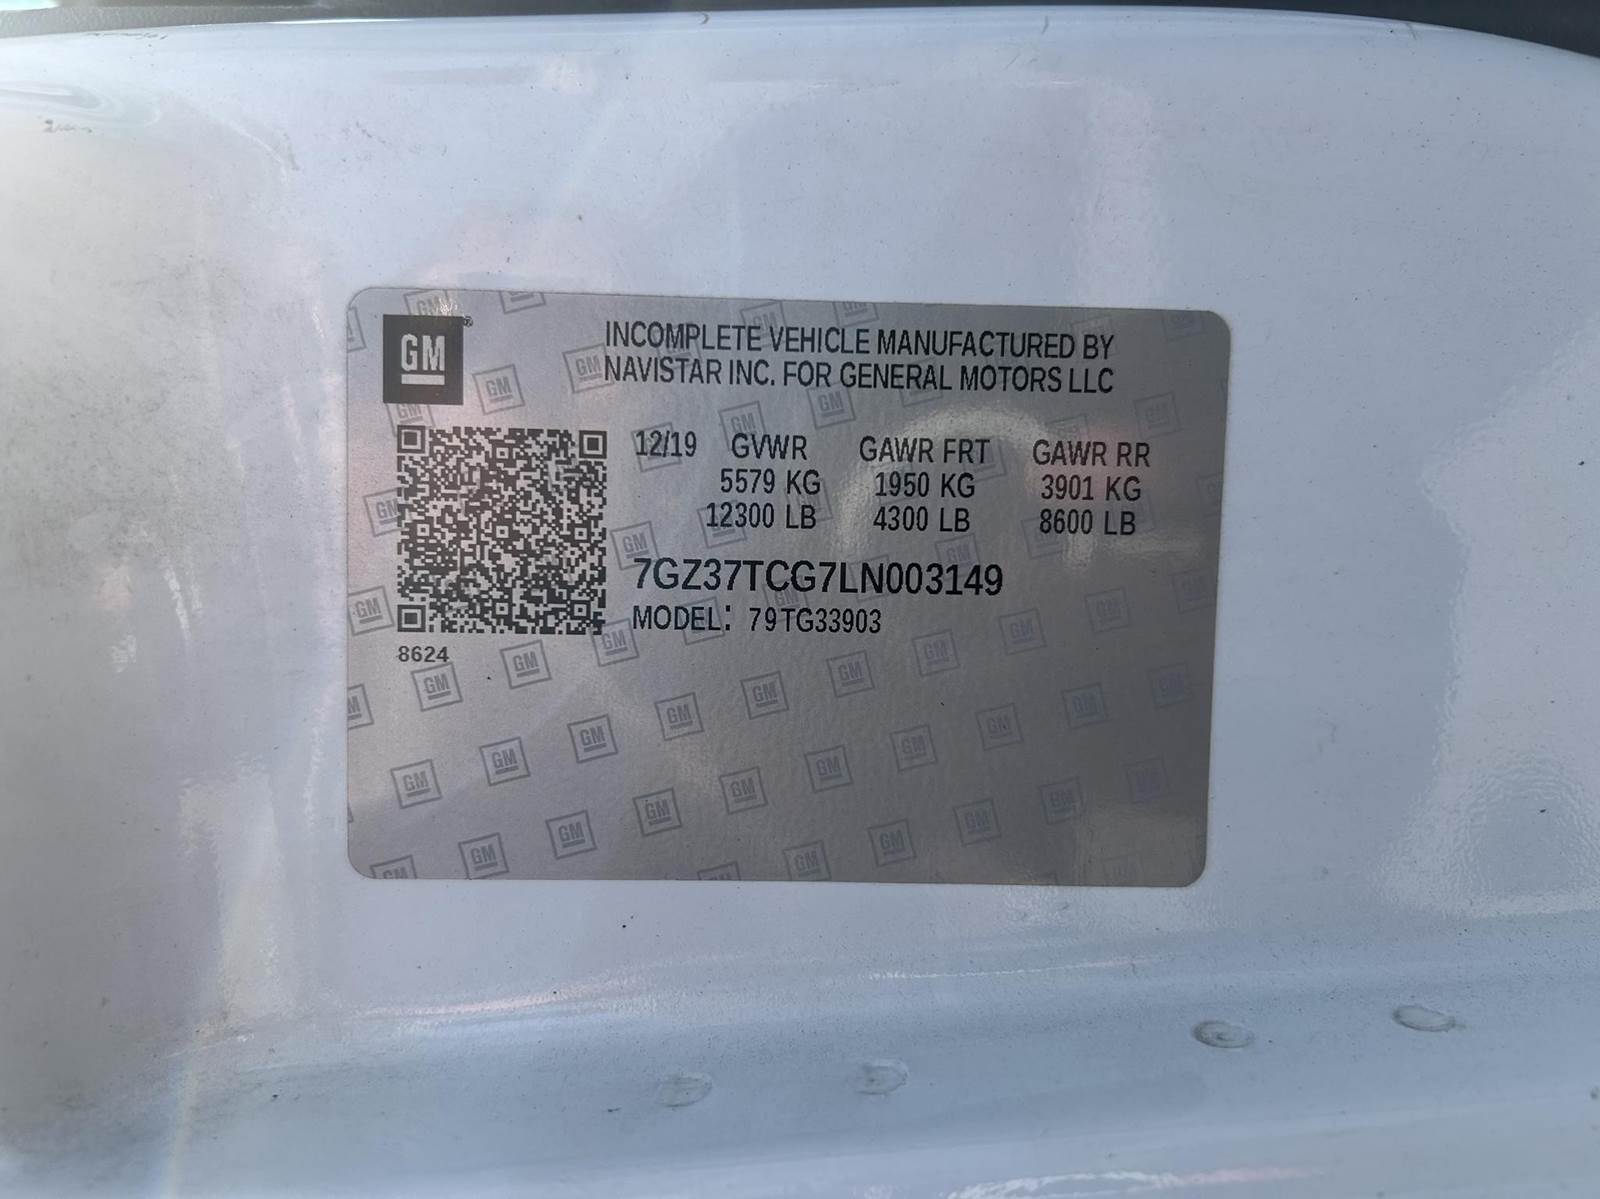 GM
INCOMPLETE VEHICLE MANUFACTURED BY
NAVISTAR INC. FOR GENERAL MOTORS LLC
12/19 GVWR GAWR FRT GAWR RR
5579 KG 1950 KG 3901 KG
12300 LB 4300 LB 8600 LB
7GZ37TCG7LN003149
MODEL: 79TG33903
8624